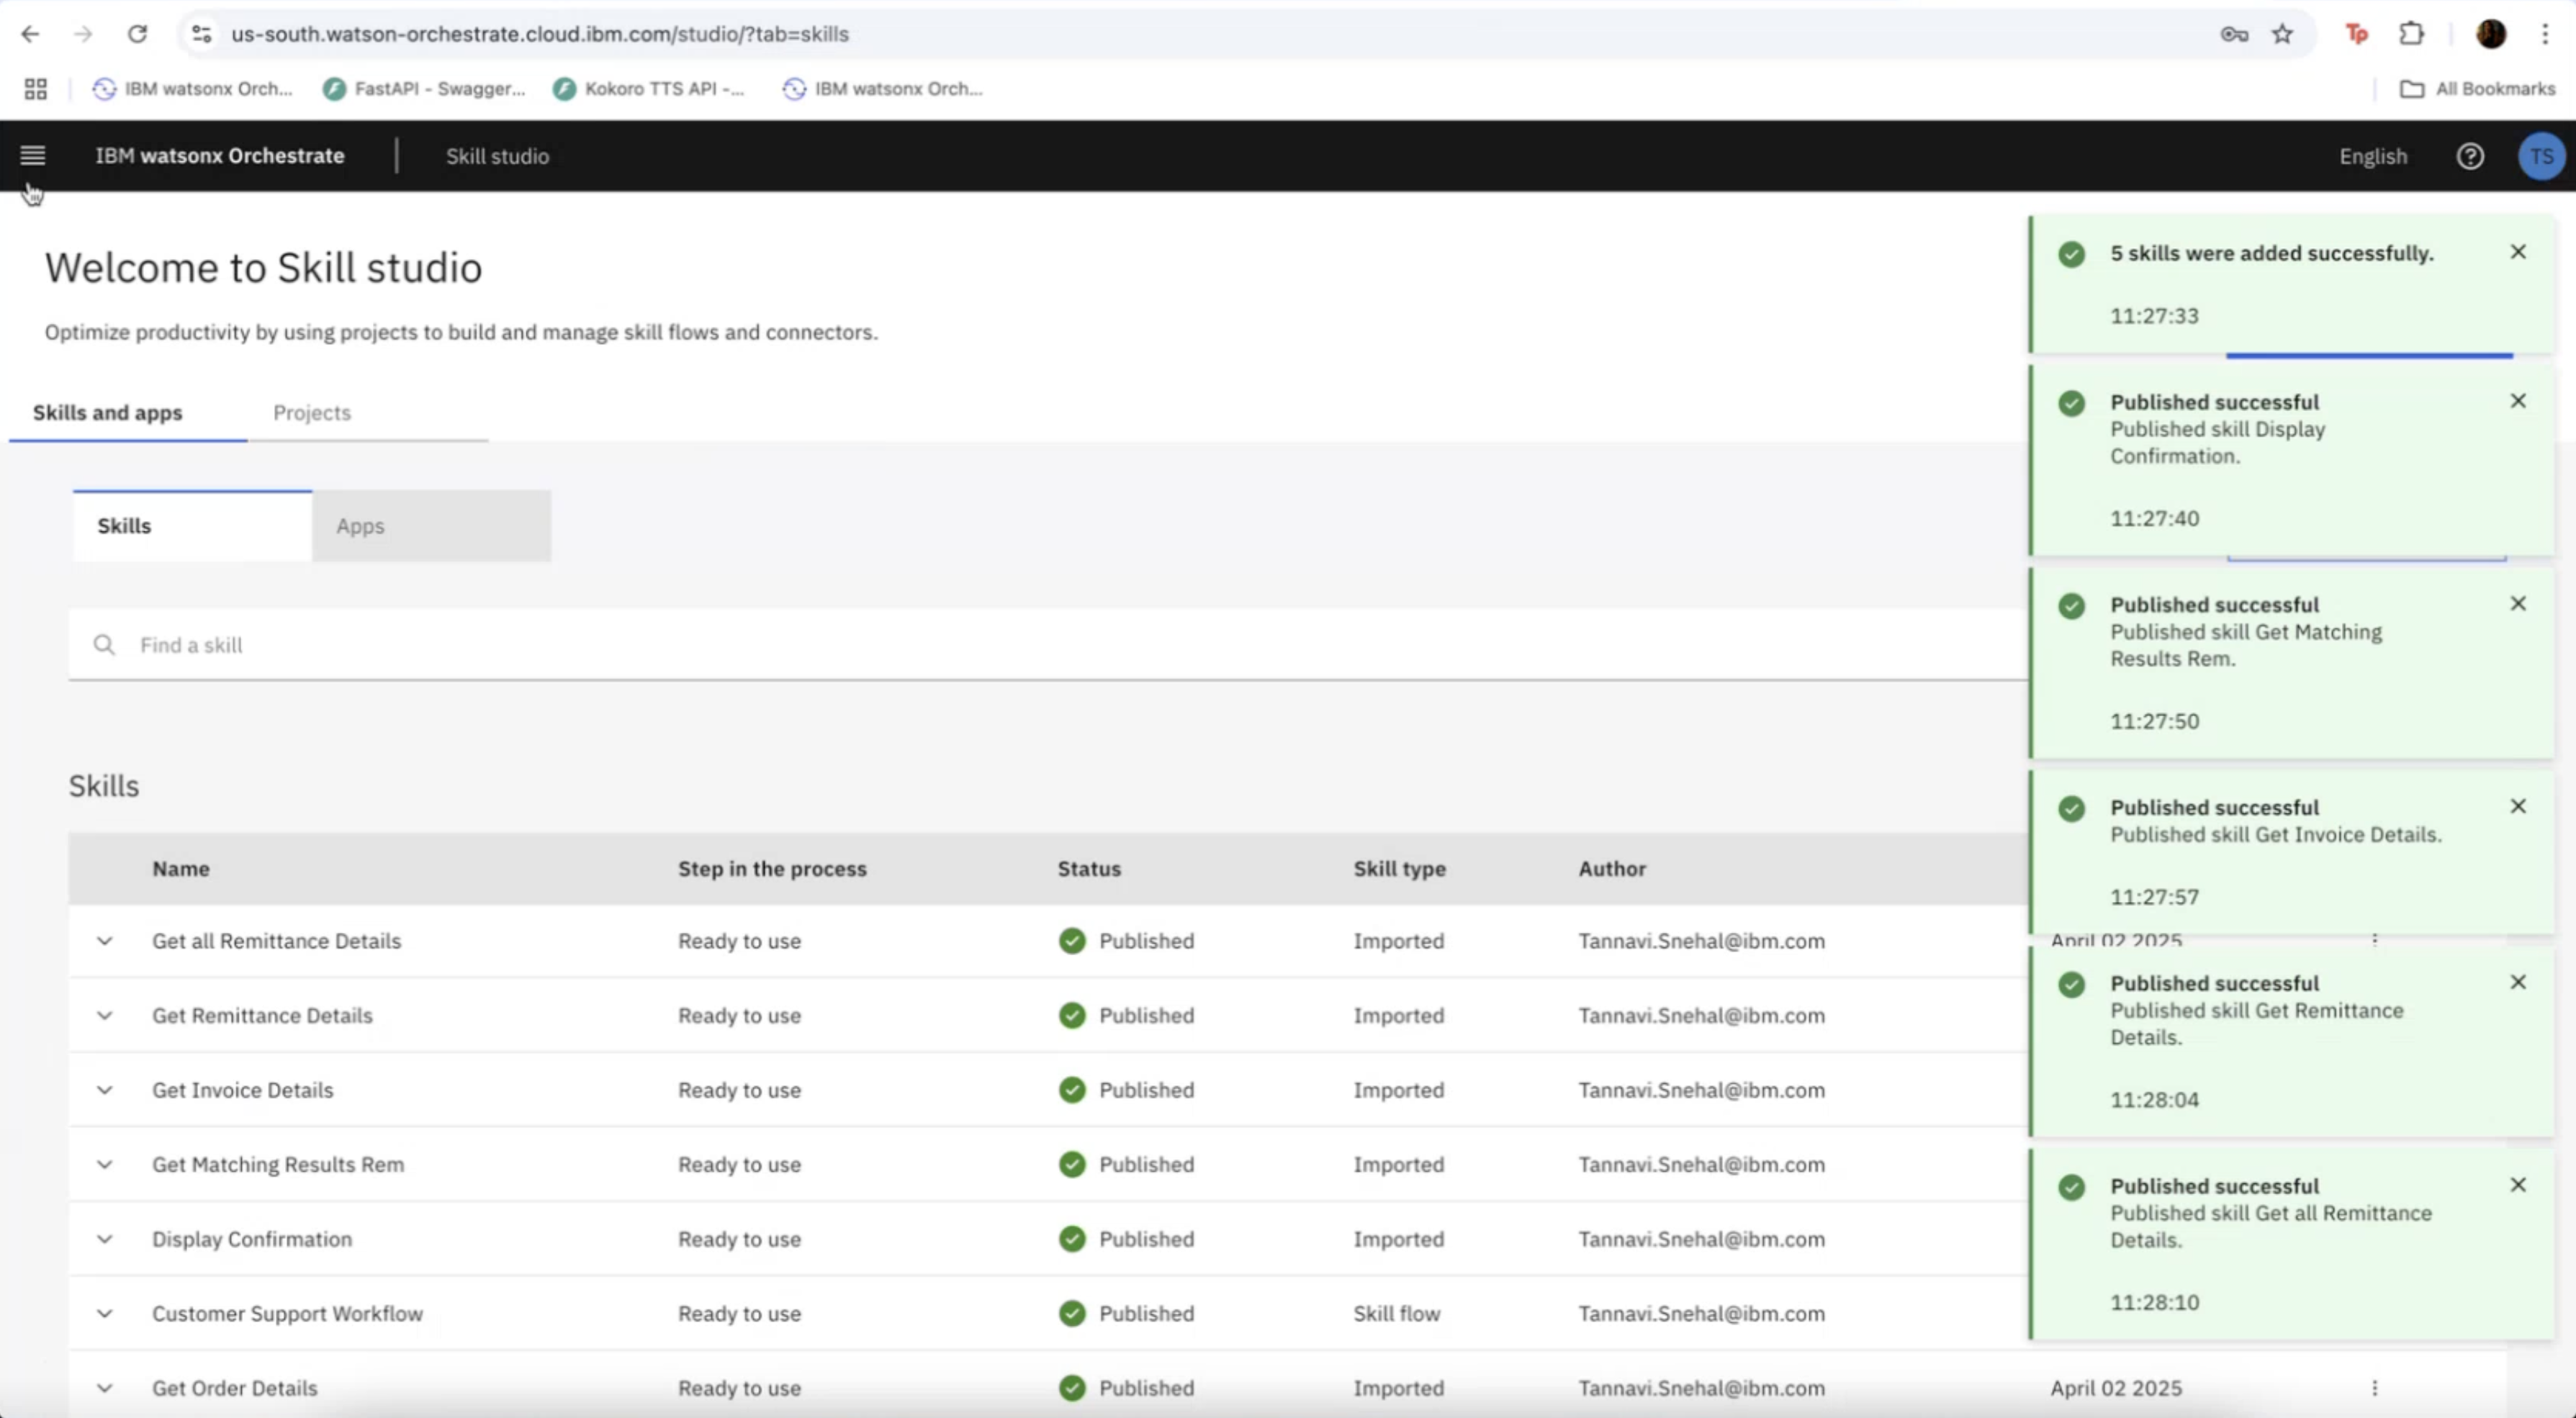 us-south.watson-orchestrate.cloud.ibm.com/studio/?tab=skills
Tp
IBM watsonx Orch...
FastAPI - Swagger...
Kokoro TTS API -...
IBM watsonx Orch...
All Bookmarks
IBM watsonx Orchestrate
Skill studio
English
TS
Welcome to Skill studio
Optimize productivity by using projects to build and manage skill flows and connectors.
Skills and apps
Projects
Skills
Apps
Find a skill
Skills
Name Step in the process Status Skill type Author
Get all Remittance Details Ready to use Published Imported Tannavi.Snehal@ibm.com April 02 2025
Get Remittance Details Ready to use Published Imported Tannavi.Snehal@ibm.com
Get Invoice Details Ready to use Published Imported Tannavi.Snehal@ibm.com
Get Matching Results Rem Ready to use Published Imported Tannavi.Snehal@ibm.com
Display Confirmation Ready to use Published Imported Tannavi.Snehal@ibm.com
Customer Support Workflow Ready to use Published Skill flow Tannavi.Snehal@ibm.com
Get Order Details Ready to use Published Imported Tannavi.Snehal@ibm.com April 02 2025
5 skills were added successfully.
11:27:33
Published successful
Published skill Display
Confirmation.
11:27:40
Published successful
Published skill Get Matching
Results Rem.
11:27:50
Published successful
Published skill Get Invoice Details.
11:27:57
Published successful
Published skill Get Remittance
Details.
11:28:04
Published successful
Published skill Get all Remittance
Details.
11:28:10